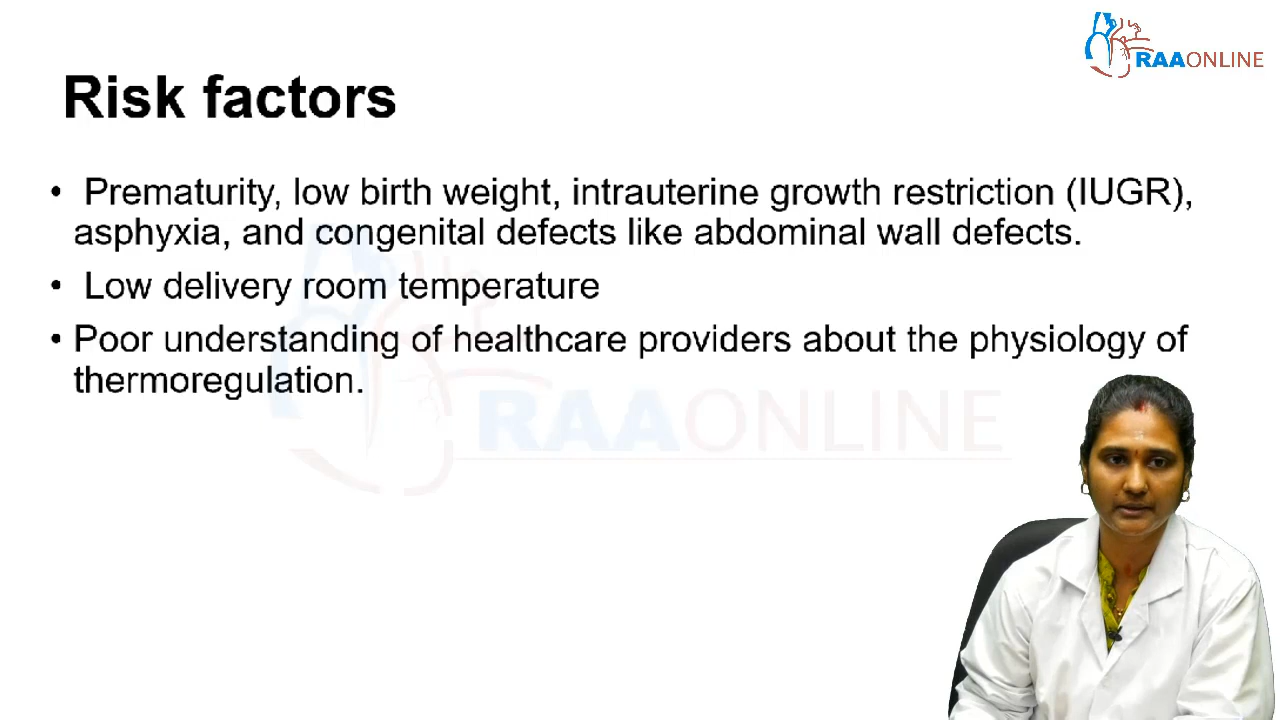 RAAONLINE
Risk factors
• Prematurity, low birth weight, intrauterine growth restriction (IUGR),
asphyxia, and congenital defects like abdominal wall defects.
• Low delivery room temperature
• Poor understanding of healthcare providers about the physiology of
thermoregulation.
RAAONLINE